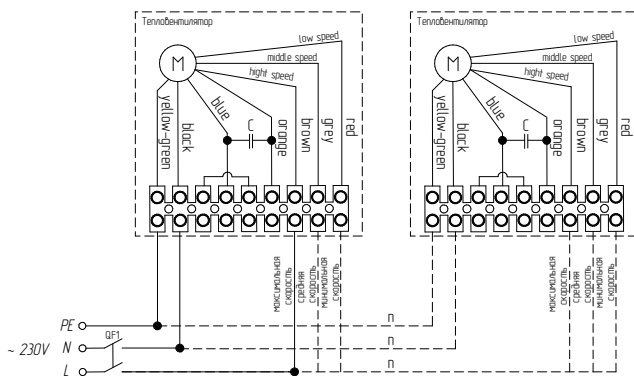 Тепловентилятор
low speed
middle speed
hight speed
M
yellow-green
black
blue
C
orange
brown
grey
red
максимальная
скорость
средняя
скорость
минимальная
скорость
Тепловентилятор
low speed
middle speed
hight speed
M
yellow-green
black
blue
C
orange
brown
grey
red
максимальная
скорость
средняя
скорость
минимальная
скорость
PE
n
QF1
~ 230V
N
n
L
n